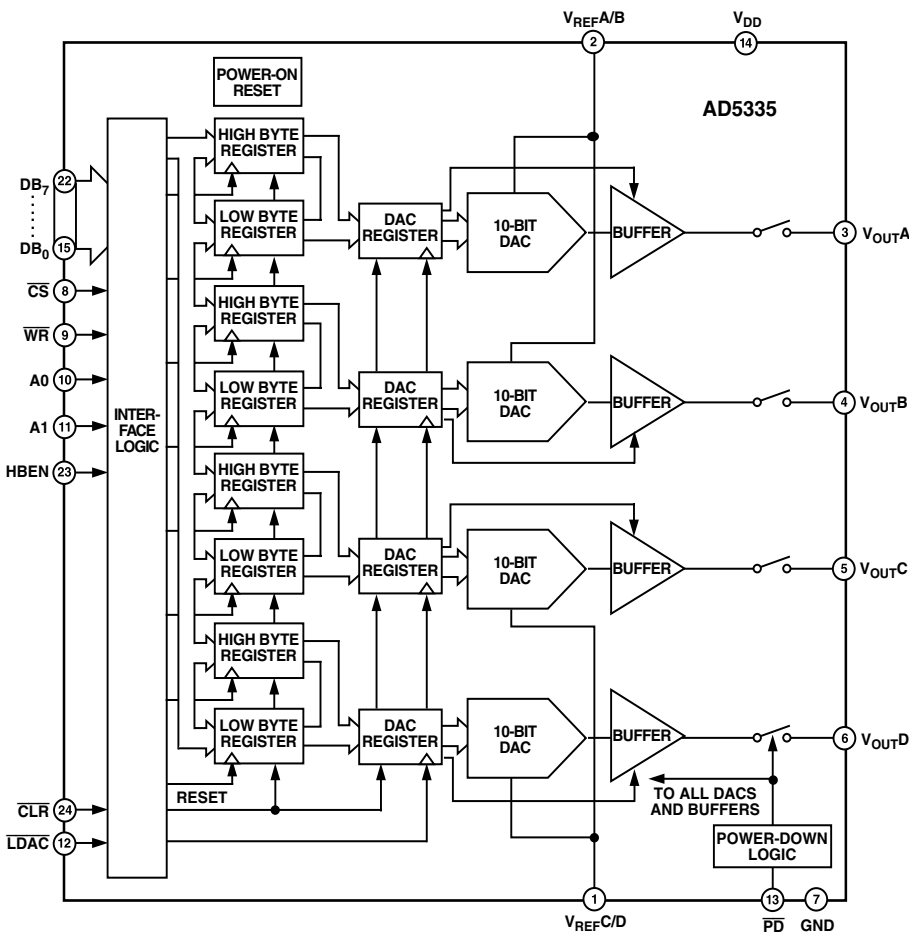 VREFA/B
VDD
2
14
POWER-ON
RESET
AD5335
HIGH BYTE
REGISTER
DB7
22
LOW BYTE
REGISTER
DAC
REGISTER
10-BIT
DAC
BUFFER
3
VOUTA
DB0
15
CS
8
HIGH BYTE
REGISTER
WR
9
A0
10
LOW BYTE
REGISTER
DAC
REGISTER
10-BIT
DAC
BUFFER
4
VOUTB
A1
11
INTER-
FACE
LOGIC
HBEN
23
HIGH BYTE
REGISTER
LOW BYTE
REGISTER
DAC
REGISTER
10-BIT
DAC
BUFFER
5
VOUTC
HIGH BYTE
REGISTER
LOW BYTE
REGISTER
DAC
REGISTER
10-BIT
DAC
BUFFER
6
VOUTD
RESET
TO ALL DACS
AND BUFFERS
CLR
24
LDAC
12
POWER-DOWN
LOGIC
1
13
7
VREFC/D
PD
GND